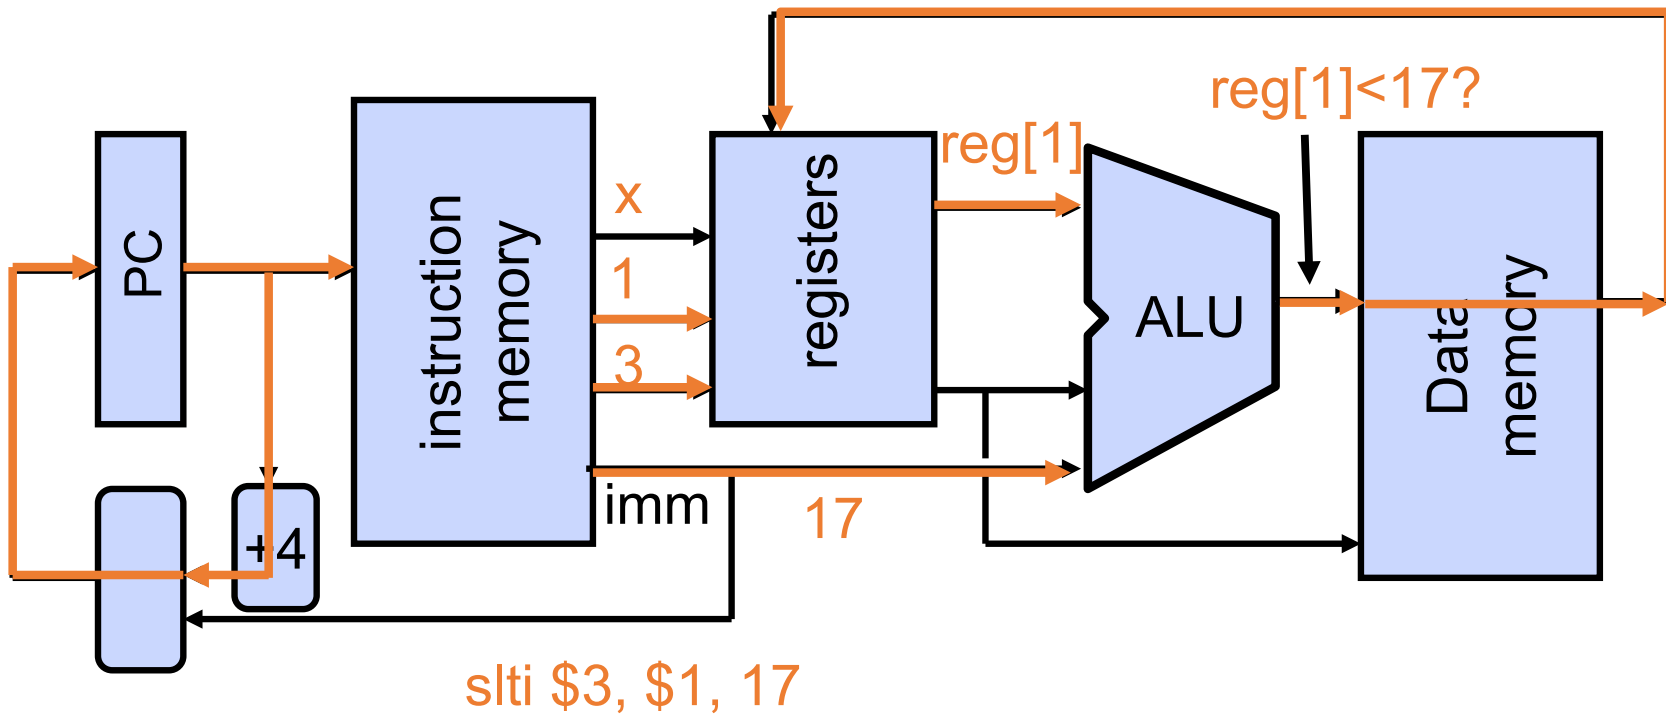 reg[1]<17?
PC
instruction
memory
x
1
3
imm
registers
reg[1]
ALU
Data
memory
+4
17
slti $3, $1, 17